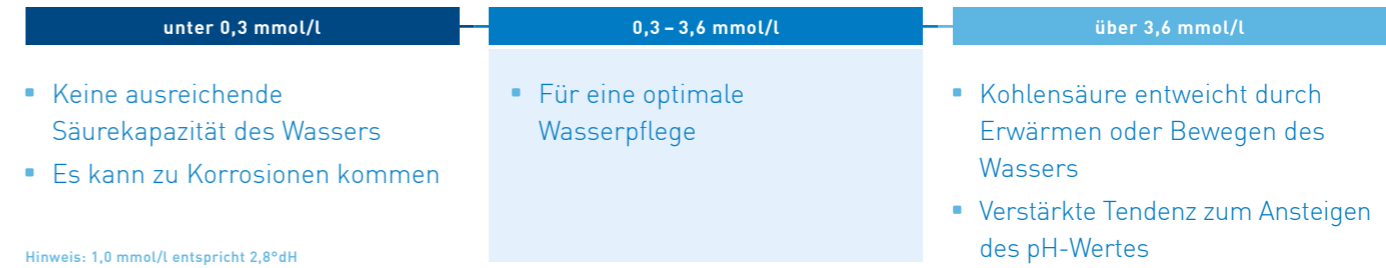 unter 0,3 mmol/l
▪ Keine ausreichende
Säurekapazität des Wassers
▪ Es kann zu Korrosionen kommen
Hinweis: 1,0 mmol/l entspricht 2,8°dH
0,3 – 3,6 mmol/l
▪ Für eine optimale
Wasserpflege
über 3,6 mmol/l
▪ Kohlensäure entweicht durch
Erwärmen oder Bewegen des
Wassers
▪ Verstärkte Tendenz zum Ansteigen
des pH-Wertes